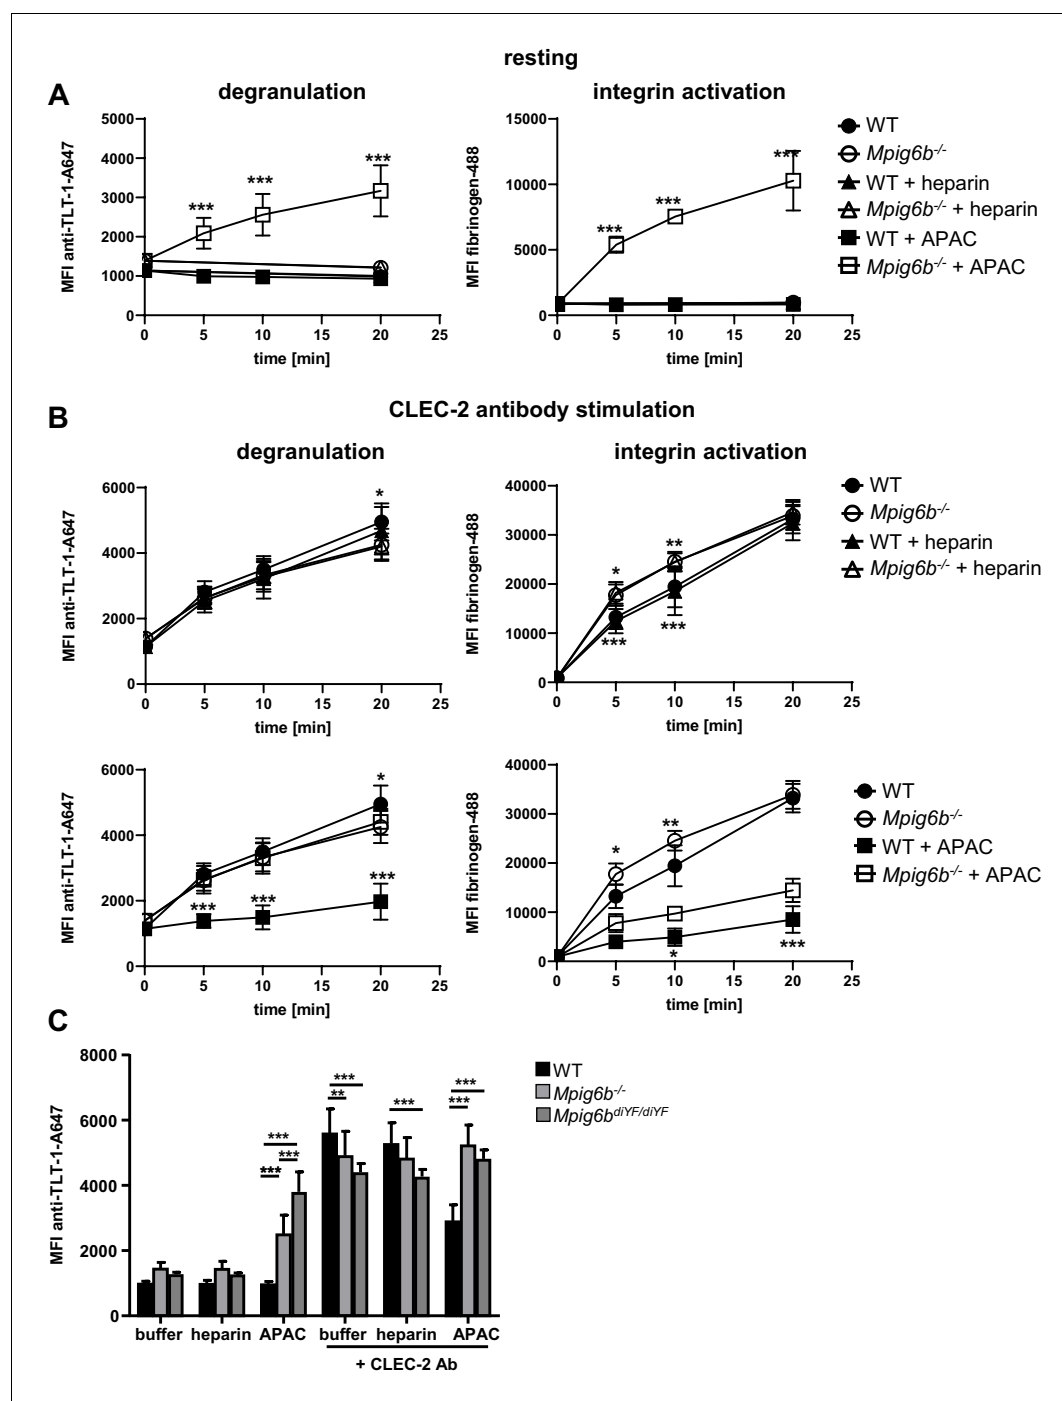 resting
A
degranulation
integrin activation
MFI anti-TLT-1-A647
5000
4000
3000
2000
1000
0
***
***
***
0 5 10 15 20 25
time [min]
MFI fibrinogen-488
15000
10000
5000
0
***
***
***
0 5 10 15 20 25
time [min]
WT
Mpig6b-/-
WT + heparin
Mpig6b-/- + heparin
WT + APAC
Mpig6b-/- + APAC
B
CLEC-2 antibody stimulation
degranulation
integrin activation
MFI anti-TLT-1-A647
6000
4000
2000
0
*
0 5 10 15 20 25
time [min]
MFI fibrinogen-488
40000
30000
20000
10000
0
*
**
***
***
0 5 10 15 20 25
time [min]
WT
Mpig6b-/-
WT + heparin
Mpig6b-/- + heparin
MFI anti-TLT-1-A647
6000
4000
2000
0
*
***
***
***
0 5 10 15 20 25
time [min]
MFI fibrinogen-488
40000
30000
20000
10000
0
*
**
*
***
0 5 10 15 20 25
time [min]
WT
Mpig6b-/-
WT + APAC
Mpig6b-/- + APAC
C
MFI anti-TLT-1-A647
8000
6000
4000
2000
0
***
***
***
***
**
***
***
***
buffer heparin APAC buffer heparin APAC
+ CLEC-2 Ab
WT
Mpig6b-/-
Mpig6bdiYF/diYF